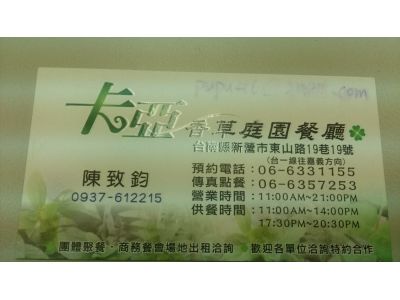 卡亞 香草庭園餐廳
台南縣新營市東山路19巷19號
(台一線往嘉義方向)
陳致鈞
0937-612215
預約電話：06-6331155
傳真點餐：06-6357253
營業時間：11:00AM~21:00PM
供餐時間：11:00AM~14:00PM
17:30PM~20:30PM
團體聚餐、商務餐會場地出租洽詢 歡迎各單位洽詢特約合作